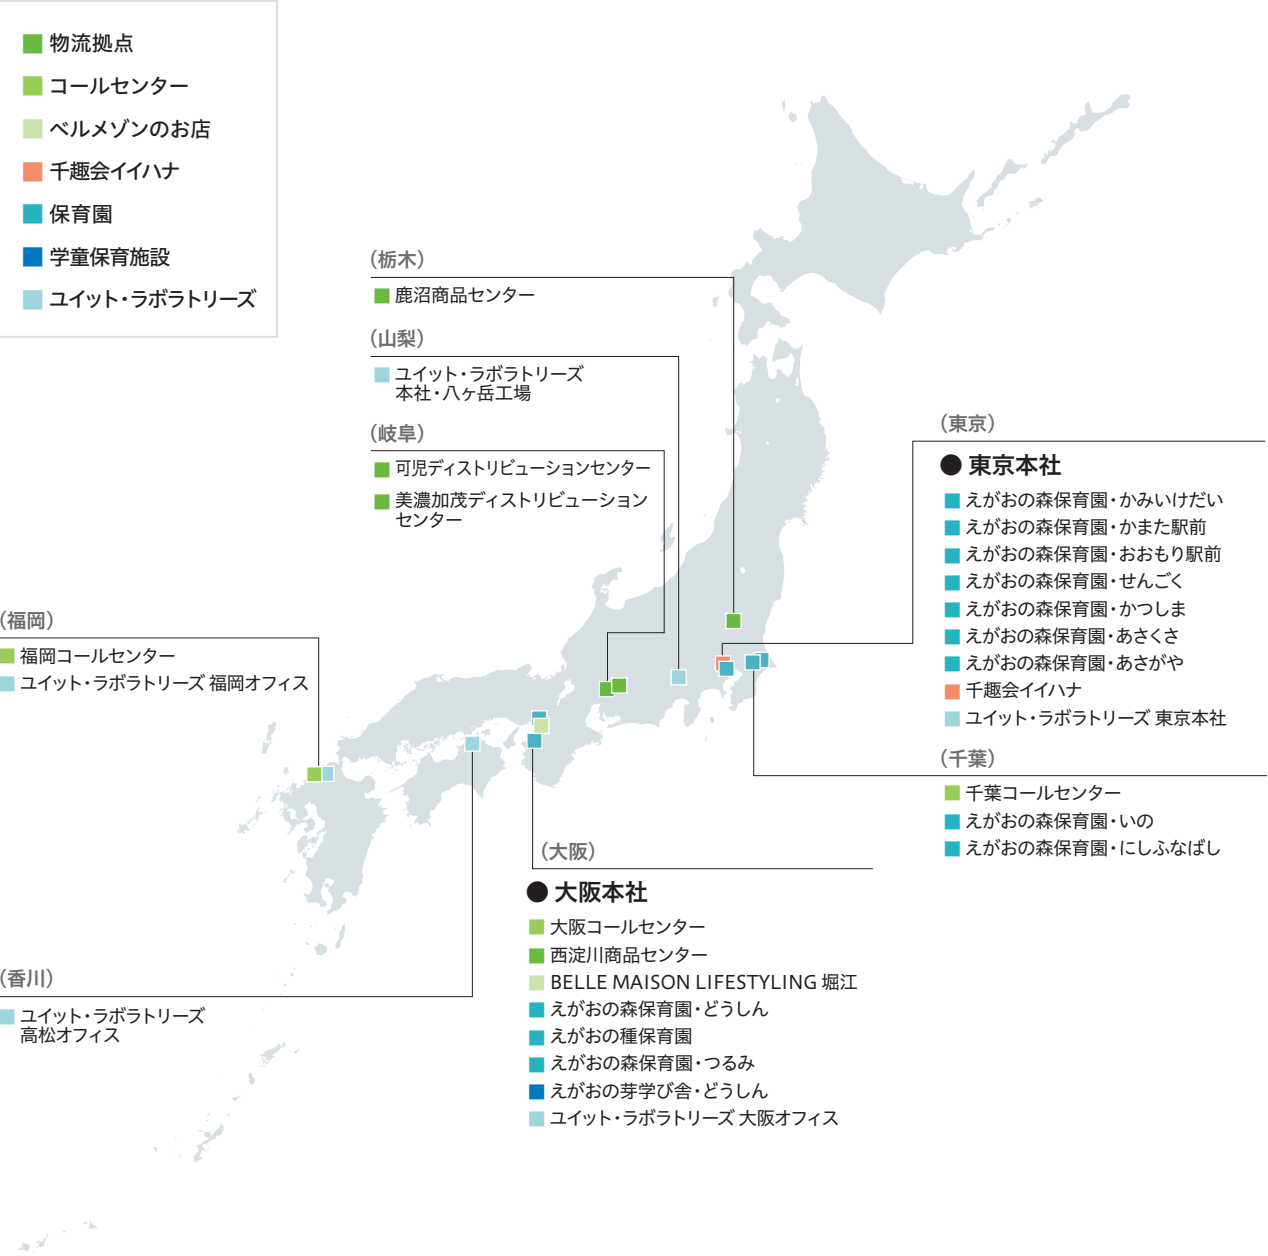 物流拠点
コールセンター
ベルメゾンのお店
千趣会イイハナ
保育園
学童保育施設
ユイット・ラボラトリーズ
（栃木）
鹿沼商品センター
（山梨）
ユイット・ラボラトリーズ
本社・八ヶ岳工場
（岐阜）
可児ディストリビューションセンター
美濃加茂ディストリビューション
センター
（東京）
東京本社
えがおの森保育園・かみいけだい
えがおの森保育園・かまた駅前
えがおの森保育園・おおもり駅前
えがおの森保育園・せんごく
えがおの森保育園・かつしま
えがおの森保育園・あさくさ
えがおの森保育園・あさがや
千趣会イイハナ
ユイット・ラボラトリーズ 東京本社
（千葉）
千葉コールセンター
えがおの森保育園・いの
えがおの森保育園・にしふなばし
（福岡）
福岡コールセンター
ユイット・ラボラトリーズ 福岡オフィス
（大阪）
大阪本社
大阪コールセンター
西淀川商品センター
BELLE MAISON LIFESTYLING 堀江
えがおの森保育園・どうしん
えがおの種保育園
えがおの森保育園・つるみ
えがおの芽学び舎・どうしん
ユイット・ラボラトリーズ 大阪オフィス
（香川）
ユイット・ラボラトリーズ
高松オフィス